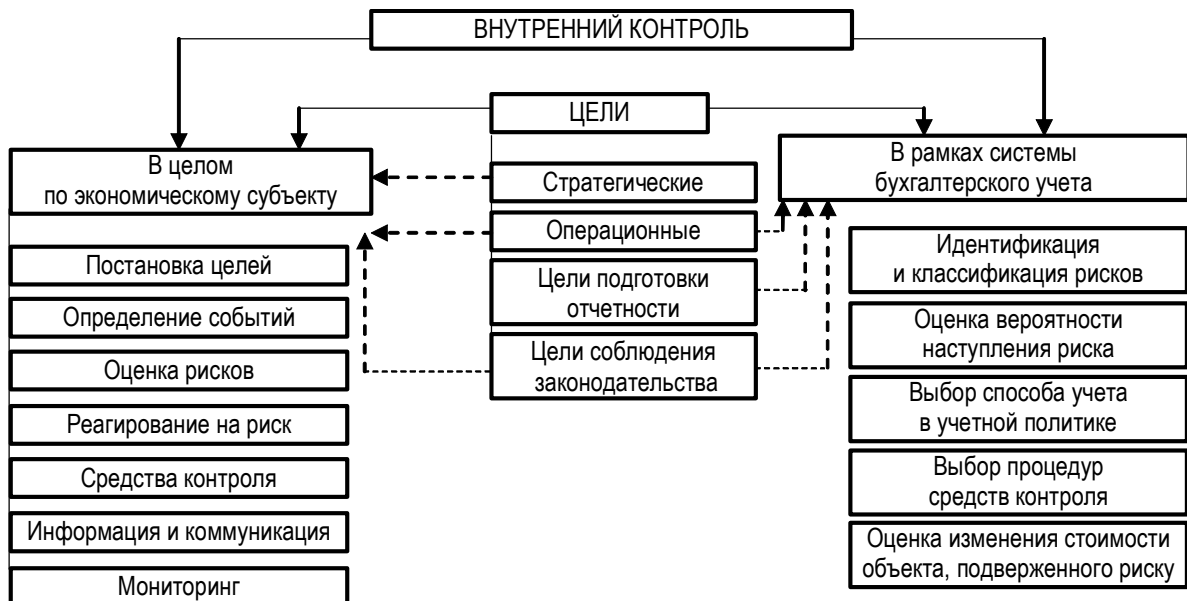 ВНУТРЕННИЙ КОНТРОЛЬ
ЦЕЛИ
В целом
по экономическому субъекту
Постановка целей
Определение событий
Оценка рисков
Реагирование на риск
Средства контроля
Информация и коммуникация
Мониторинг
Стратегические
Операционные
Цели подготовки
отчетности
Цели соблюдения
законодательства
В рамках системы
бухгалтерского учета
Идентификация
и классификация рисков
Оценка вероятности
наступления риска
Выбор способа учета
в учетной политике
Выбор процедур
средств контроля
Оценка изменения стоимости
объекта, подверженного риску